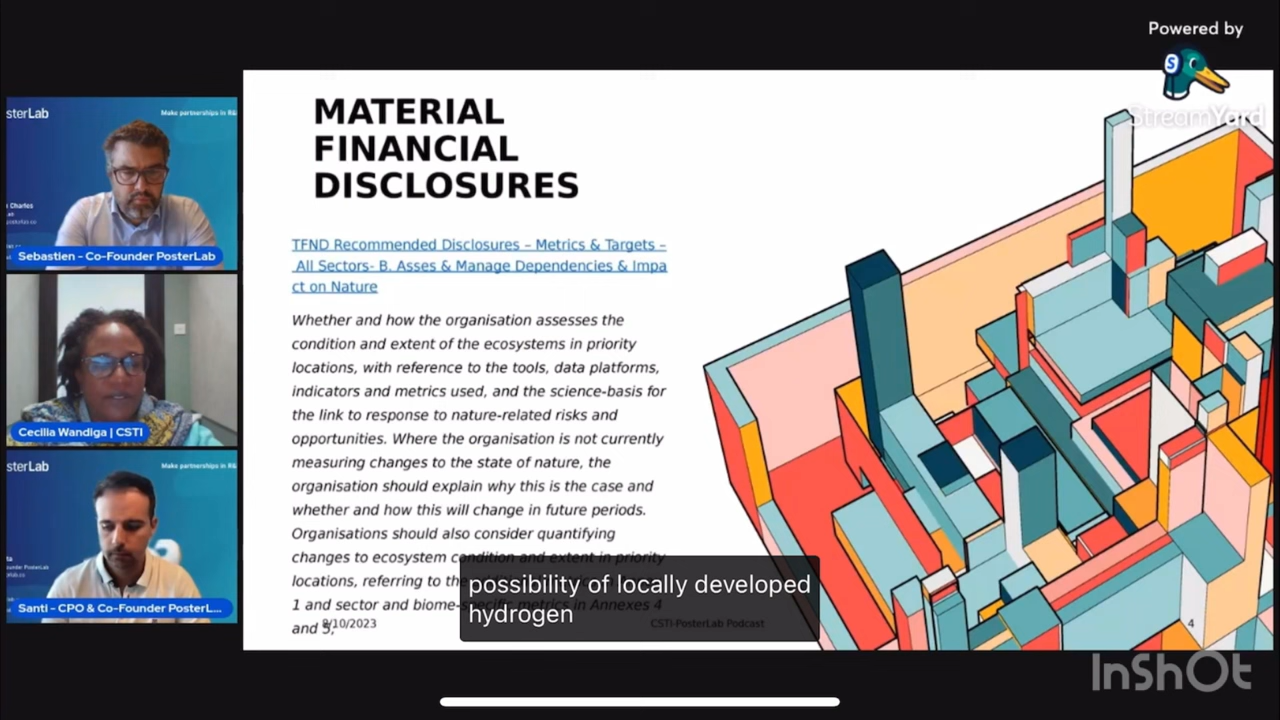 Powered by
StreamYard
sterLab
Make partnerships in R&
Charles
Sebastien - Co-Founder PosterLab
Cecilia Wandiga | CSTI
sterLab
Make partnerships in R&
Santi - CPO & Co-Founder PosterL...
MATERIAL
FINANCIAL
DISCLOSURES
TFND Recommended Disclosures – Metrics & Targets –
All Sectors- B. Asses & Manage Dependencies & Impa
ct on Nature
Whether and how the organisation assesses the
condition and extent of the ecosystems in priority
locations, with reference to the tools, data platforms,
indicators and metrics used, and the science-basis for
the link to response to nature-related risks and
opportunities. Where the organisation is not currently
measuring changes to the state of nature, the
organisation should explain why this is the case and
whether and how this will change in future periods.
Organisations should also consider quantifying
changes to ecosystem condition and extent in priority
locations, referring to the
1 and sector and biome-specific metrics in Annexes 4
and 5,
8/10/2023
CSTI-PosterLab Podcast
4
possibility of locally developed
hydrogen
InShOt